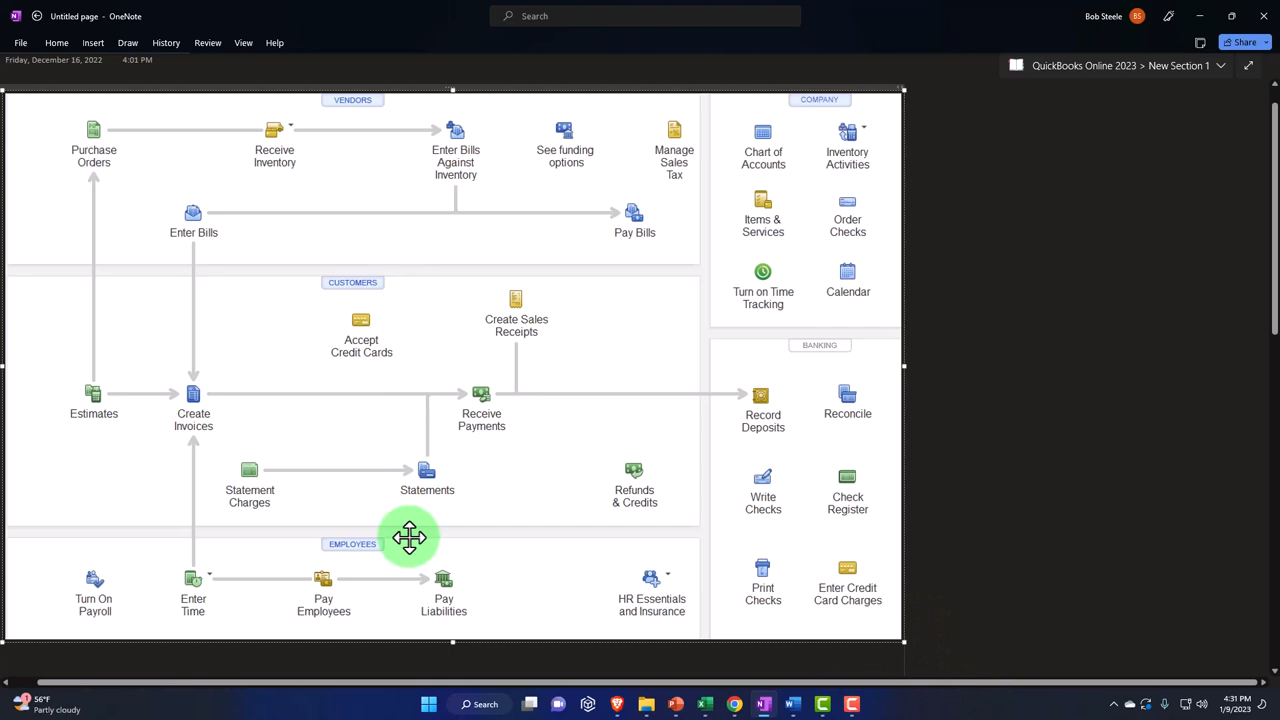 Untitled page - OneNote
Search
Bob Steele
BS
File
Home
Insert
Draw
History
Review
View
Help
Share
Friday, December 16, 2022
4:01 PM
QuickBooks Online 2023 > New Section 1
VENDORS
Purchase
Orders
Receive
Inventory
Enter Bills
Against
Inventory
See funding
options
Manage
Sales
Tax
Enter Bills
Pay Bills
CUSTOMERS
Accept
Credit Cards
Create Sales
Receipts
Estimates
Create
Invoices
Receive
Payments
Statement
Charges
Statements
Refunds
& Credits
EMPLOYEES
Turn On
Payroll
Enter
Time
Pay
Employees
Pay
Liabilities
HR Essentials
and Insurance
COMPANY
Chart of
Accounts
Inventory
Activities
Items &
Services
Order
Checks
Turn on Time
Tracking
Calendar
BANKING
Record
Deposits
Reconcile
Write
Checks
Check
Register
Print
Checks
Enter Credit
Card Charges
1
56°F
Partly cloudy
Search
4:31 PM
1/9/2023